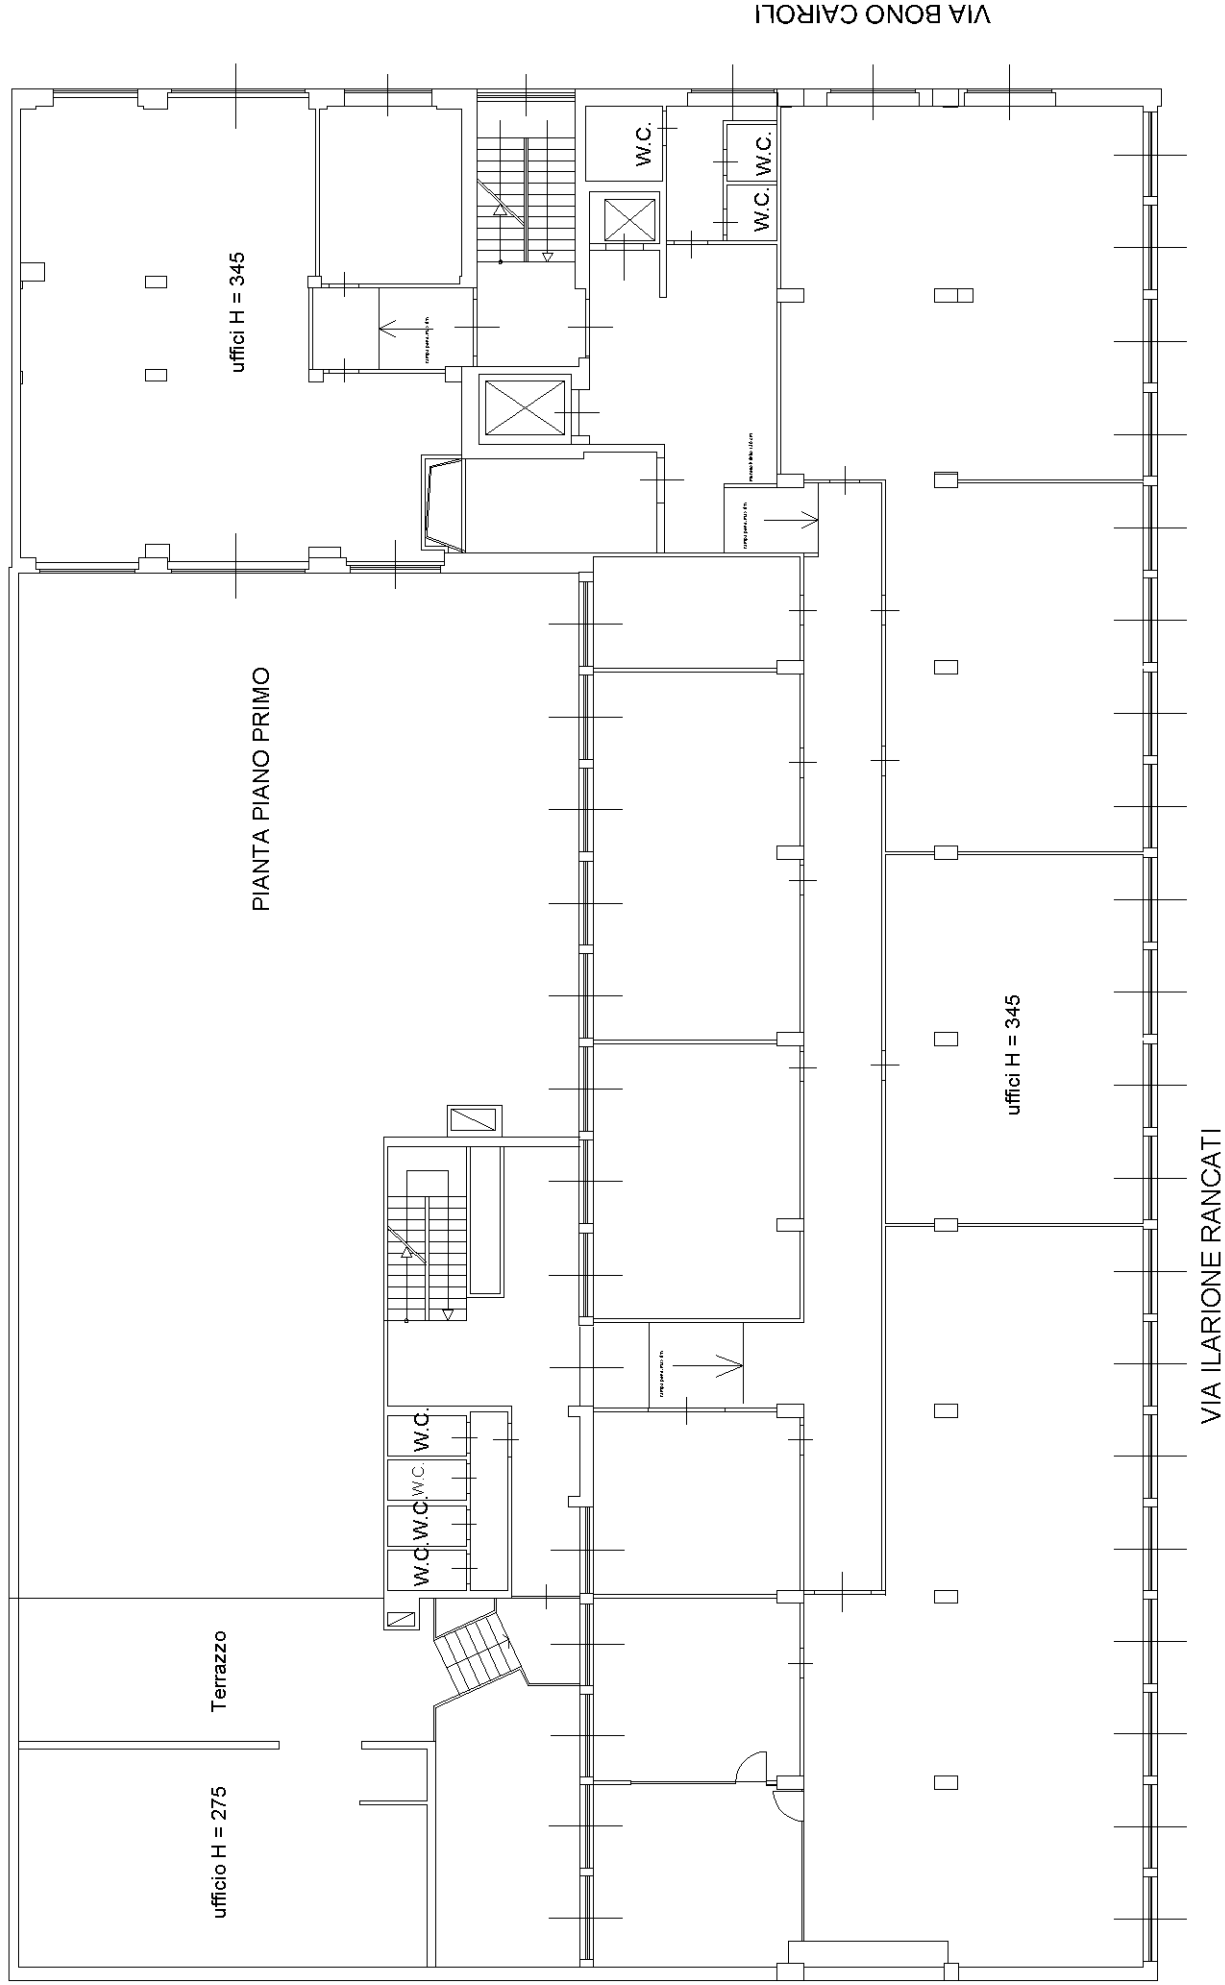 VIA BONO CAIROLI
W.C.
W.C.
W.C.
uffici H = 345
PIANTA PIANO PRIMO
uffici H = 345
VIA ILARIONE RANCATI
W.C.
W.C.
W.C.
W.C.
Terrazzo
ufficio H = 275